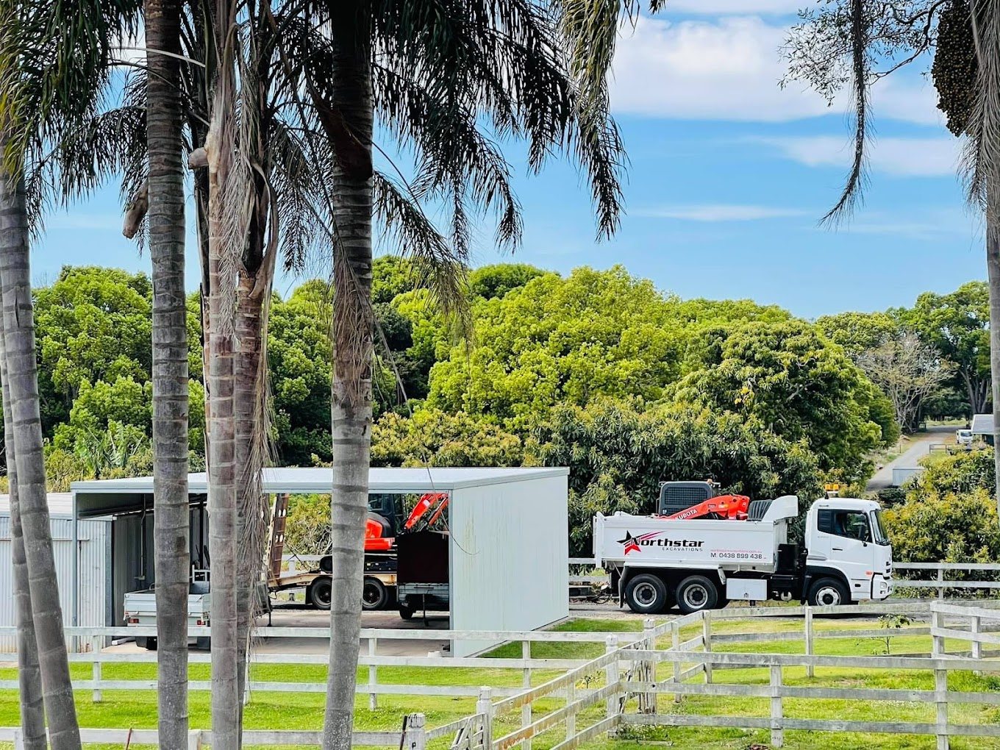 KUBOTA
Northstar
EXCAVATIONS
M. 0438 899 438